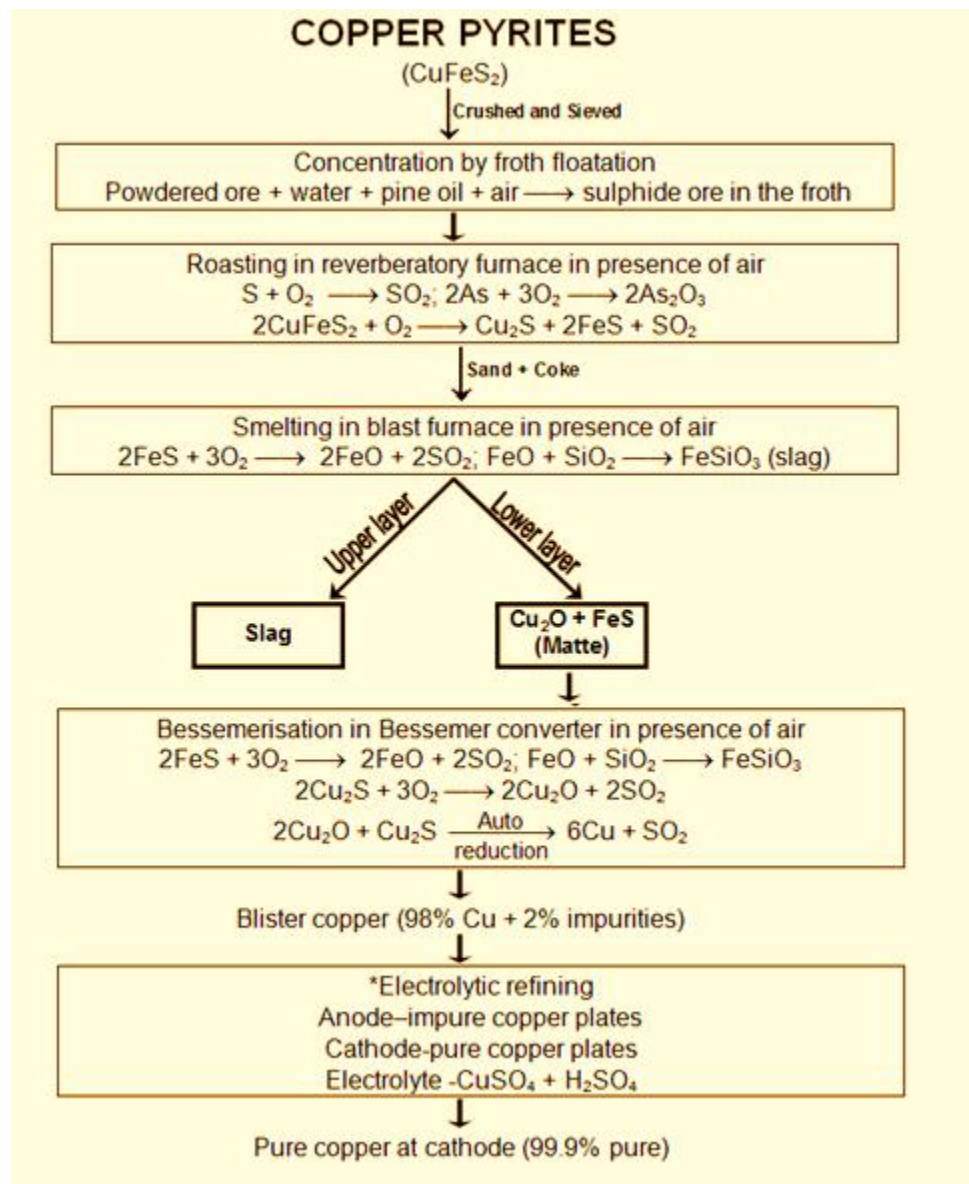 COPPER PYRITES
(CuFeS₂)
Crushed and Sieved
Concentration by froth floatation
Powdered ore + water + pine oil + air ⟶ sulphide ore in the froth
Roasting in reverberatory furnace in presence of air
S + O₂ ⟶ SO₂; 2As + 3O₂ ⟶ 2As₂O₃
2CuFeS₂ + O₂ ⟶ Cu₂S + 2FeS + SO₂
Sand + Coke
Smelting in blast furnace in presence of air
2FeS + 3O₂ ⟶ 2FeO + 2SO₂; FeO + SiO₂ ⟶ FeSiO₃ (slag)
Upper layer
Lower layer
Slag
Cu₂O + FeS
(Matte)
Bessemerisation in Bessemer converter in presence of air
2FeS + 3O₂ ⟶ 2FeO + 2SO₂; FeO + SiO₂ ⟶ FeSiO₃
2Cu₂S + 3O₂ ⟶ 2Cu₂O + 2SO₂
2Cu₂O + Cu₂S Auto reduction ⟶ 6Cu + SO₂
Blister copper (98% Cu + 2% impurities)
*Electrolytic refining
Anode–impure copper plates
Cathode-pure copper plates
Electrolyte -CuSO₄ + H₂SO₄
Pure copper at cathode (99.9% pure)